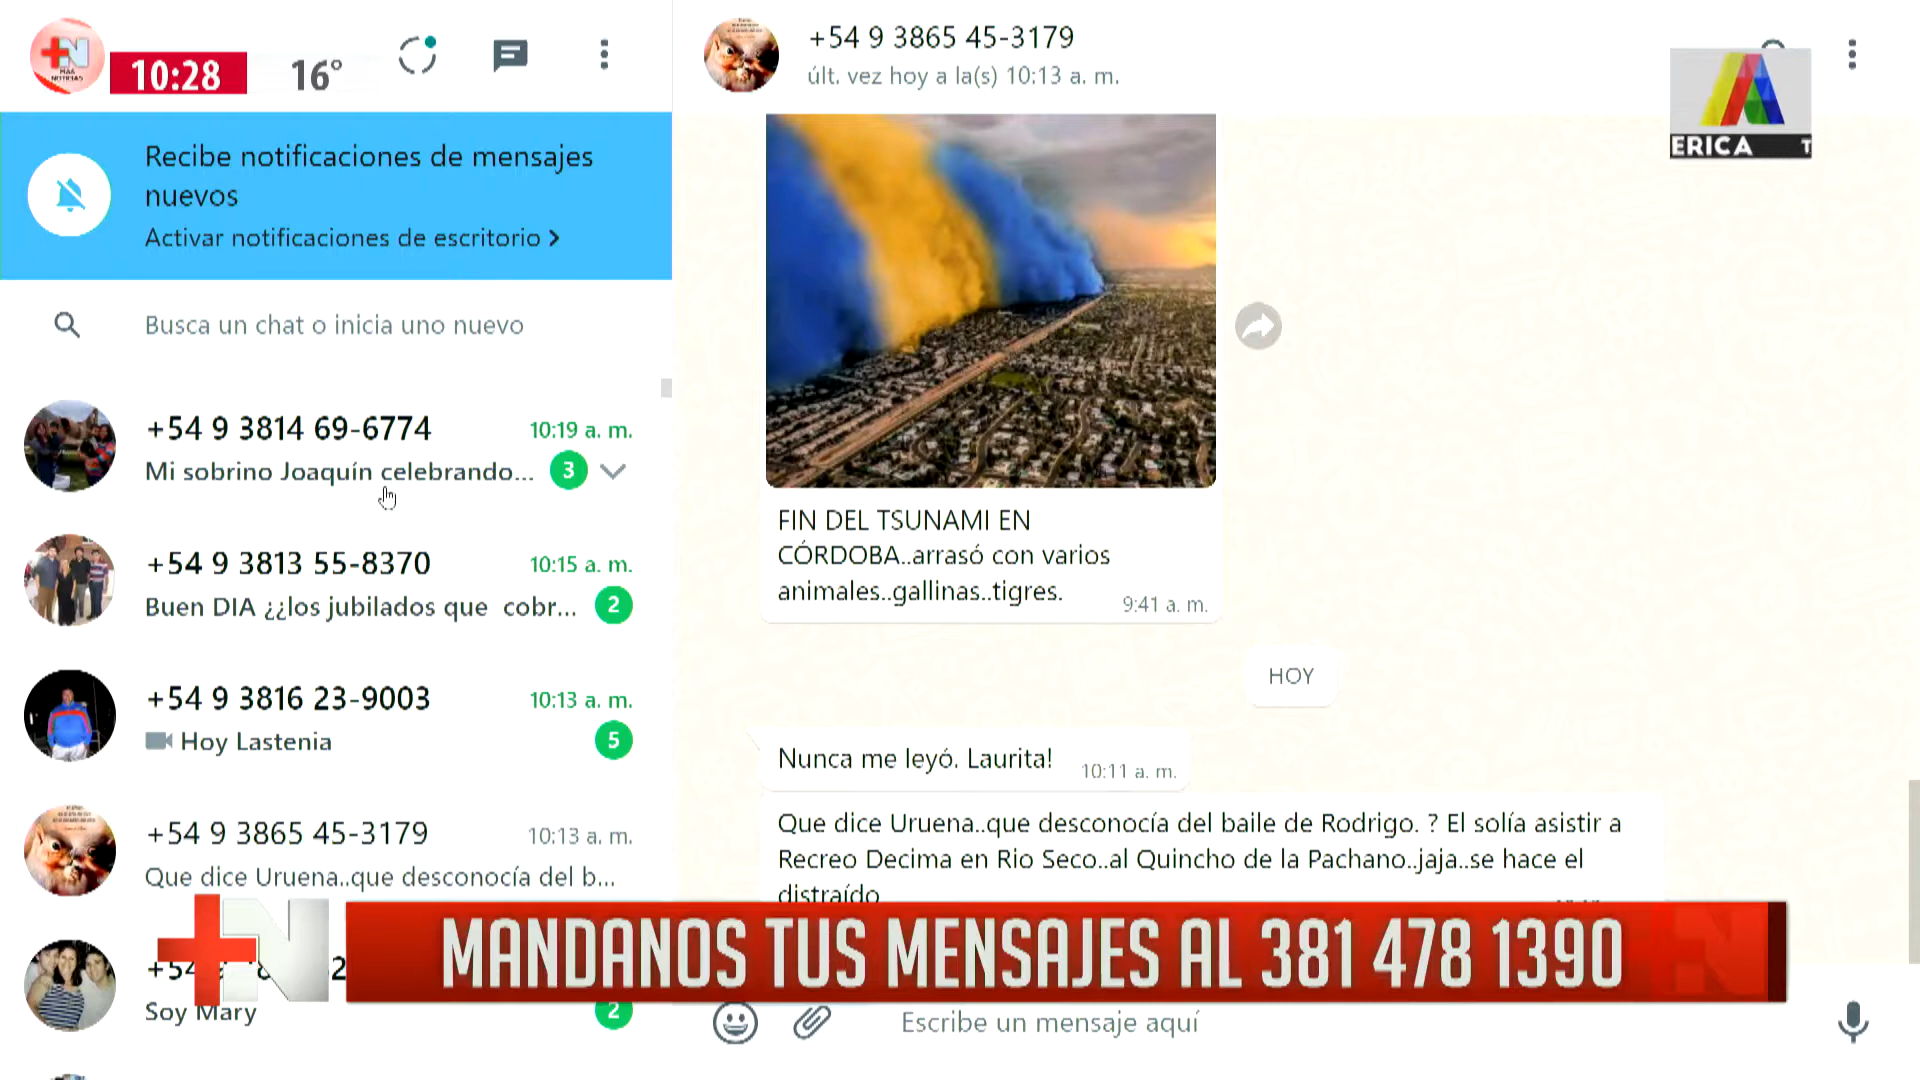 MÁS
NOTICIAS
10:28
16°
Recibe notificaciones de mensajes
nuevos
Activar notificaciones de escritorio >
Busca un chat o inicia uno nuevo
+54 9 3814 69-6774
10:19 a. m.
Mi sobrino Joaquín celebrando...
3
+54 9 3813 55-8370
10:15 a. m.
Buen DIA ¿¿los jubilados que cobr...
2
+54 9 3816 23-9003
10:13 a. m.
Hoy Lastenia
5
+54 9 3865 45-3179
10:13 a. m.
Que dice Uruena..que desconocía del b...
Soy Mary
2
+54 9 3865 45-3179
últ. vez hoy a la(s) 10:13 a. m.
A
ERICA T
FIN DEL TSUNAMI EN
CÓRDOBA..arrasó con varios
animales..gallinas..tigres.
9:41 a. m.
HOY
Nunca me leyó. Laurita!
10:11 a. m.
Que dice Uruena..que desconocía del baile de Rodrigo. ? El solía asistir a
Recreo Decima en Rio Seco..al Quincho de la Pachano..jaja..se hace el
distraído
+N
MANDANOS TUS MENSAJES AL 381 478 1390
Escribe un mensaje aquí